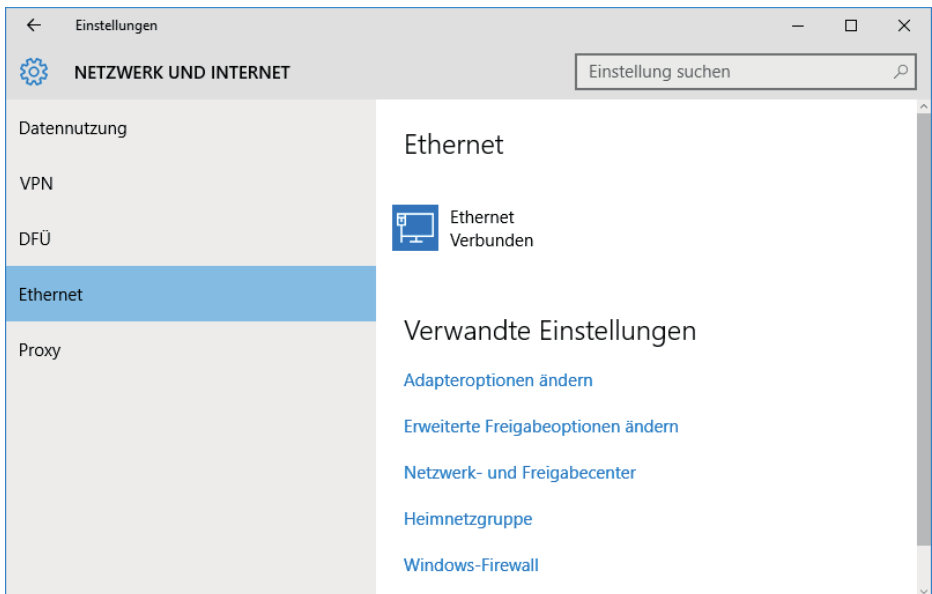 Einstellungen
NETZWERK UND INTERNET
Einstellung suchen
Datennutzung
VPN
DFÜ
Ethernet
Proxy
Ethernet
Ethernet
Verbunden
Verwandte Einstellungen
Adapteroptionen ändern
Erweiterte Freigabeoptionen ändern
Netzwerk- und Freigabecenter
Heimnetzgruppe
Windows-Firewall